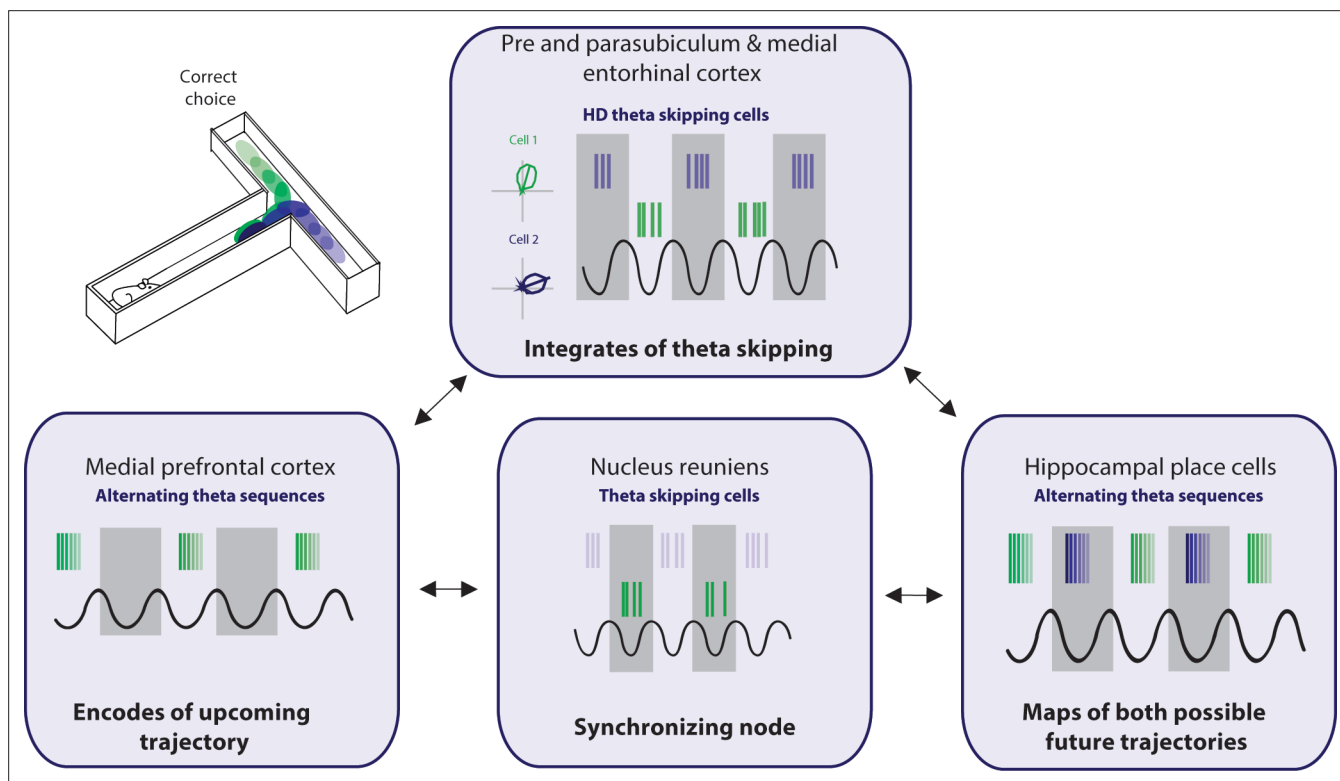 Correct
choice
Pre and parasubiculum & medial
entorhinal cortex
HD theta skipping cells
Cell 1
Cell 2
Integrates of theta skipping
Medial prefrontal cortex
Alternating theta sequences
Encodes of upcoming
trajectory
Nucleus reuniens
Theta skipping cells
Synchronizing node
Hippocampal place cells
Alternating theta sequences
Maps of both possible
future trajectories